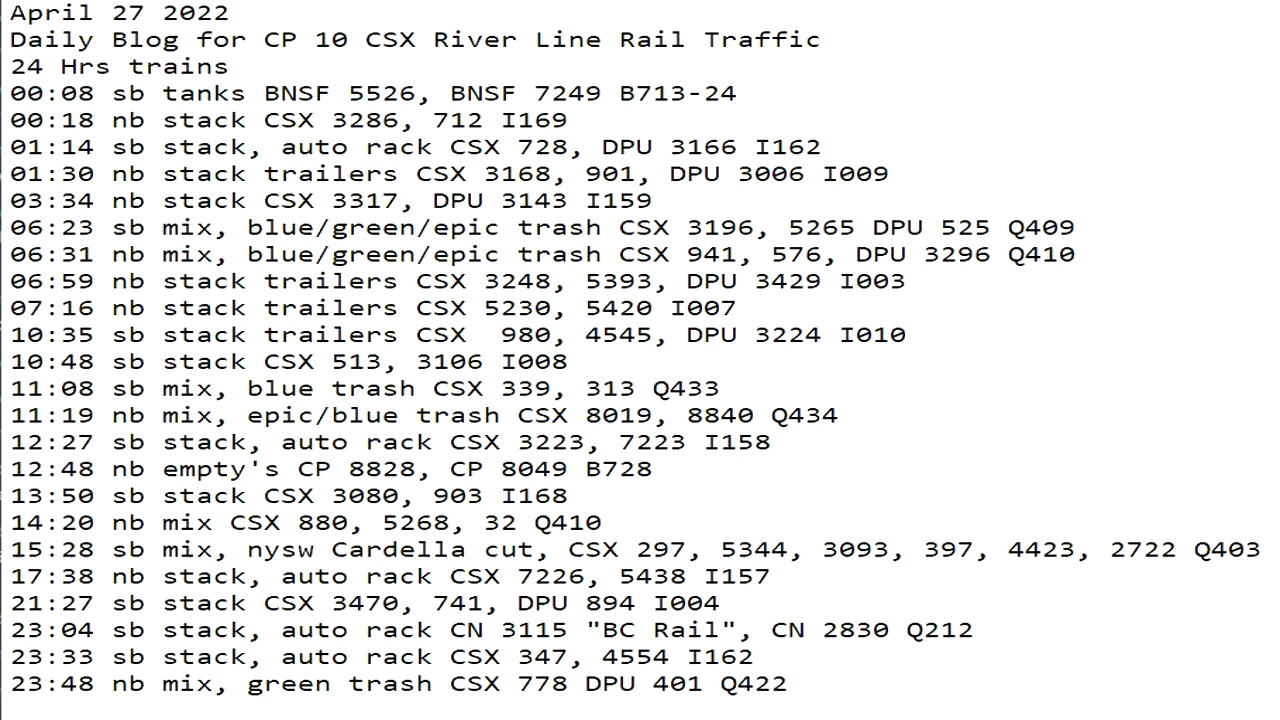 April 27 2022
Daily Blog for CP 10 CSX River Line Rail Traffic
24 Hrs trains
00:08 sb tanks BNSF 5526, BNSF 7249 B713-24
00:18 nb stack CSX 3286, 712 I169
01:14 sb stack, auto rack CSX 728, DPU 3166 I162
01:30 nb stack trailers CSX 3168, 901, DPU 3006 I009
03:34 nb stack CSX 3317, DPU 3143 I159
06:23 sb mix, blue/green/epic trash CSX 3196, 5265 DPU 525 Q409
06:31 nb mix, blue/green/epic trash CSX 941, 576, DPU 3296 Q410
06:59 nb stack trailers CSX 3248, 5393, DPU 3429 I003
07:16 nb stack trailers CSX 5230, 5420 I007
10:35 sb stack trailers CSX  980, 4545, DPU 3224 I010
10:48 sb stack CSX 513, 3106 I008
11:08 sb mix, blue trash CSX 339, 313 Q433
11:19 nb mix, epic/blue trash CSX 8019, 8840 Q434
12:27 sb stack, auto rack CSX 3223, 7223 I158
12:48 nb empty's CP 8828, CP 8049 B728
13:50 sb stack CSX 3080, 903 I168
14:20 nb mix CSX 880, 5268, 32 Q410
15:28 sb mix, nysw Cardella cut, CSX 297, 5344, 3093, 397, 4423, 2722 Q403
17:38 nb stack, auto rack CSX 7226, 5438 I157
21:27 sb stack CSX 3470, 741, DPU 894 I004
23:04 sb stack, auto rack CN 3115 "BC Rail", CN 2830 Q212
23:33 sb stack, auto rack CSX 347, 4554 I162
23:48 nb mix, green trash CSX 778 DPU 401 Q422